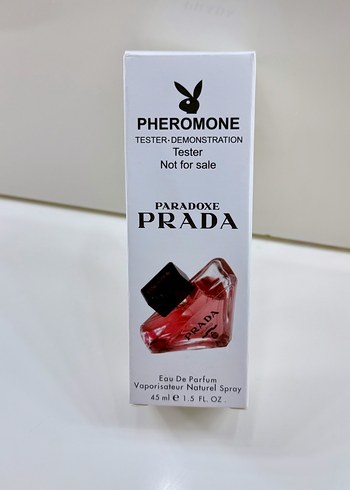 PHEROMONE
TESTER-DEMONSTRATION
Tester
Not for sale
PARADOXE
PRADA
PRADA
Eau De Parfum
Vaporisateur Naturel Spray
45 ml ℮ 1.5 FL. OZ.